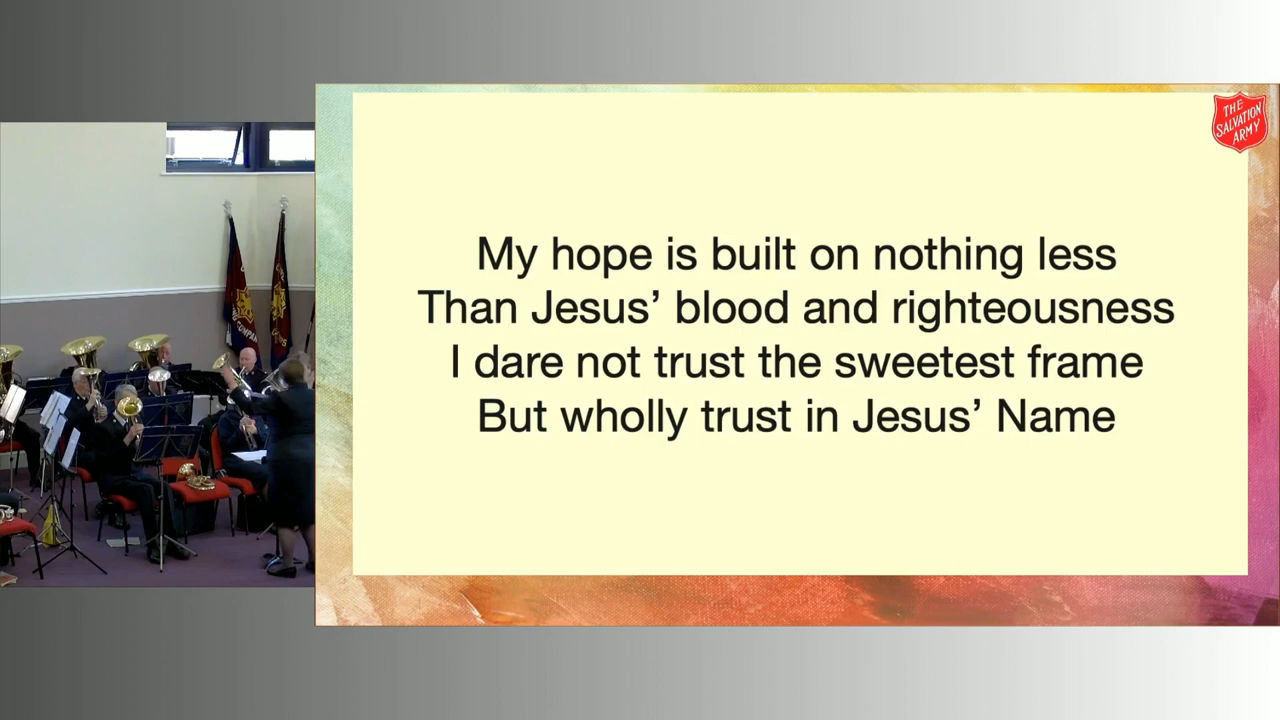 THE
SALVATION
ARMY
My hope is built on nothing less
Than Jesus’ blood and righteousness
I dare not trust the sweetest frame
But wholly trust in Jesus’ Name